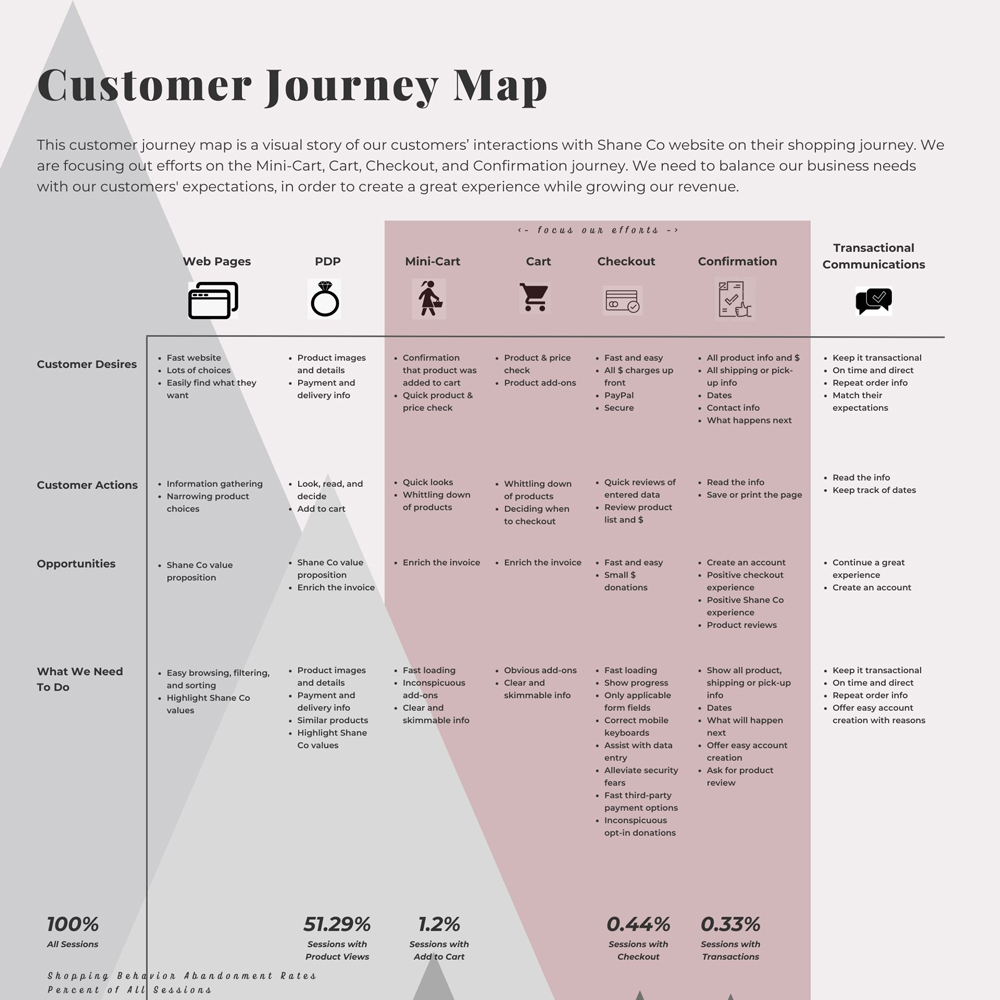 Customer Journey Map
This customer journey map is a visual story of our customers’ interactions with Shane Co website on their shopping journey. We
are focusing out efforts on the Mini-Cart, Cart, Checkout, and Confirmation journey. We need to balance our business needs
with our customers' expectations, in order to create a great experience while growing our revenue.
<- focus our efforts ->
Web Pages
PDP
Mini-Cart
Cart
Checkout
Confirmation
Transactional
Communications
Customer Desires
• Fast website
• Lots of choices
• Easily find what they
want
• Product images
and details
• Payment and
delivery info
• Confirmation
that product was
added to cart
• Quick product &
price check
• Product & price
check
• Product add-ons
• Fast and easy
• All $ charges up
front
• PayPal
• Secure
• All product info and $
• All shipping or pick-
up info
• Dates
• Contact info
• What happens next
• Keep it transactional
• On time and direct
• Repeat order info
• Match their
expectations
Customer Actions
• Information gathering
• Narrowing product
choices
• Look, read, and
decide
• Add to cart
• Quick looks
• Whittling down
of products
• Whittling down
of products
• Deciding when
to checkout
• Quick reviews of
entered data
• Review product
list and $
• Read the info
• Save or print the page
• Read the info
• Keep track of dates
Opportunities
• Shane Co value
proposition
• Shane Co value
proposition
• Enrich the invoice
• Enrich the invoice
• Enrich the invoice
• Fast and easy
• Small $
donations
• Create an account
• Positive checkout
experience
• Positive Shane Co
experience
• Product reviews
• Continue a great
experience
• Create an account
What We Need
To Do
• Easy browsing, filtering,
and sorting
• Highlight Shane Co
values
• Product images
and details
• Payment and
delivery info
• Similar products
• Highlight Shane
Co values
• Fast loading
• Inconspicuous
add-ons
• Clear and
skimmable info
• Obvious add-ons
• Clear and
skimmable info
• Fast loading
• Show progress
• Only applicable
form fields
• Correct mobile
keyboards
• Assist with data
entry
• Alleviate security
fears
• Fast third-party
payment options
• Inconspicuous
opt-in donations
• Show all product,
shipping or pick-up
info
• Dates
• What will happen
next
• Offer easy account
creation
• Ask for product
review
• Keep it transactional
• On time and direct
• Repeat order info
• Offer easy account
creation with reasons
100%
All Sessions
51.29%
Sessions with
Product Views
1.2%
Sessions with
Add to Cart
0.44%
Sessions with
Checkout
0.33%
Sessions with
Transactions
Shopping Behavior Abandonment Rates
Percent of All Sessions